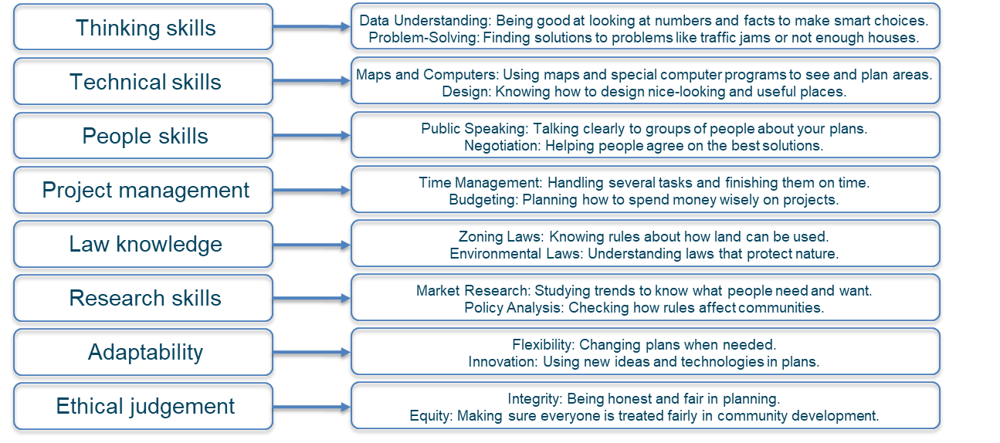 Thinking skills
Data Understanding: Being good at looking at numbers and facts to make smart choices.
Problem-Solving: Finding solutions to problems like traffic jams or not enough houses.
Technical skills
Maps and Computers: Using maps and special computer programs to see and plan areas.
Design: Knowing how to design nice-looking and useful places.
People skills
Public Speaking: Talking clearly to groups of people about your plans.
Negotiation: Helping people agree on the best solutions.
Project management
Time Management: Handling several tasks and finishing them on time.
Budgeting: Planning how to spend money wisely on projects.
Law knowledge
Zoning Laws: Knowing rules about how land can be used.
Environmental Laws: Understanding laws that protect nature.
Research skills
Market Research: Studying trends to know what people need and want.
Policy Analysis: Checking how rules affect communities.
Adaptability
Flexibility: Changing plans when needed.
Innovation: Using new ideas and technologies in plans.
Ethical judgement
Integrity: Being honest and fair in planning.
Equity: Making sure everyone is treated fairly in community development.